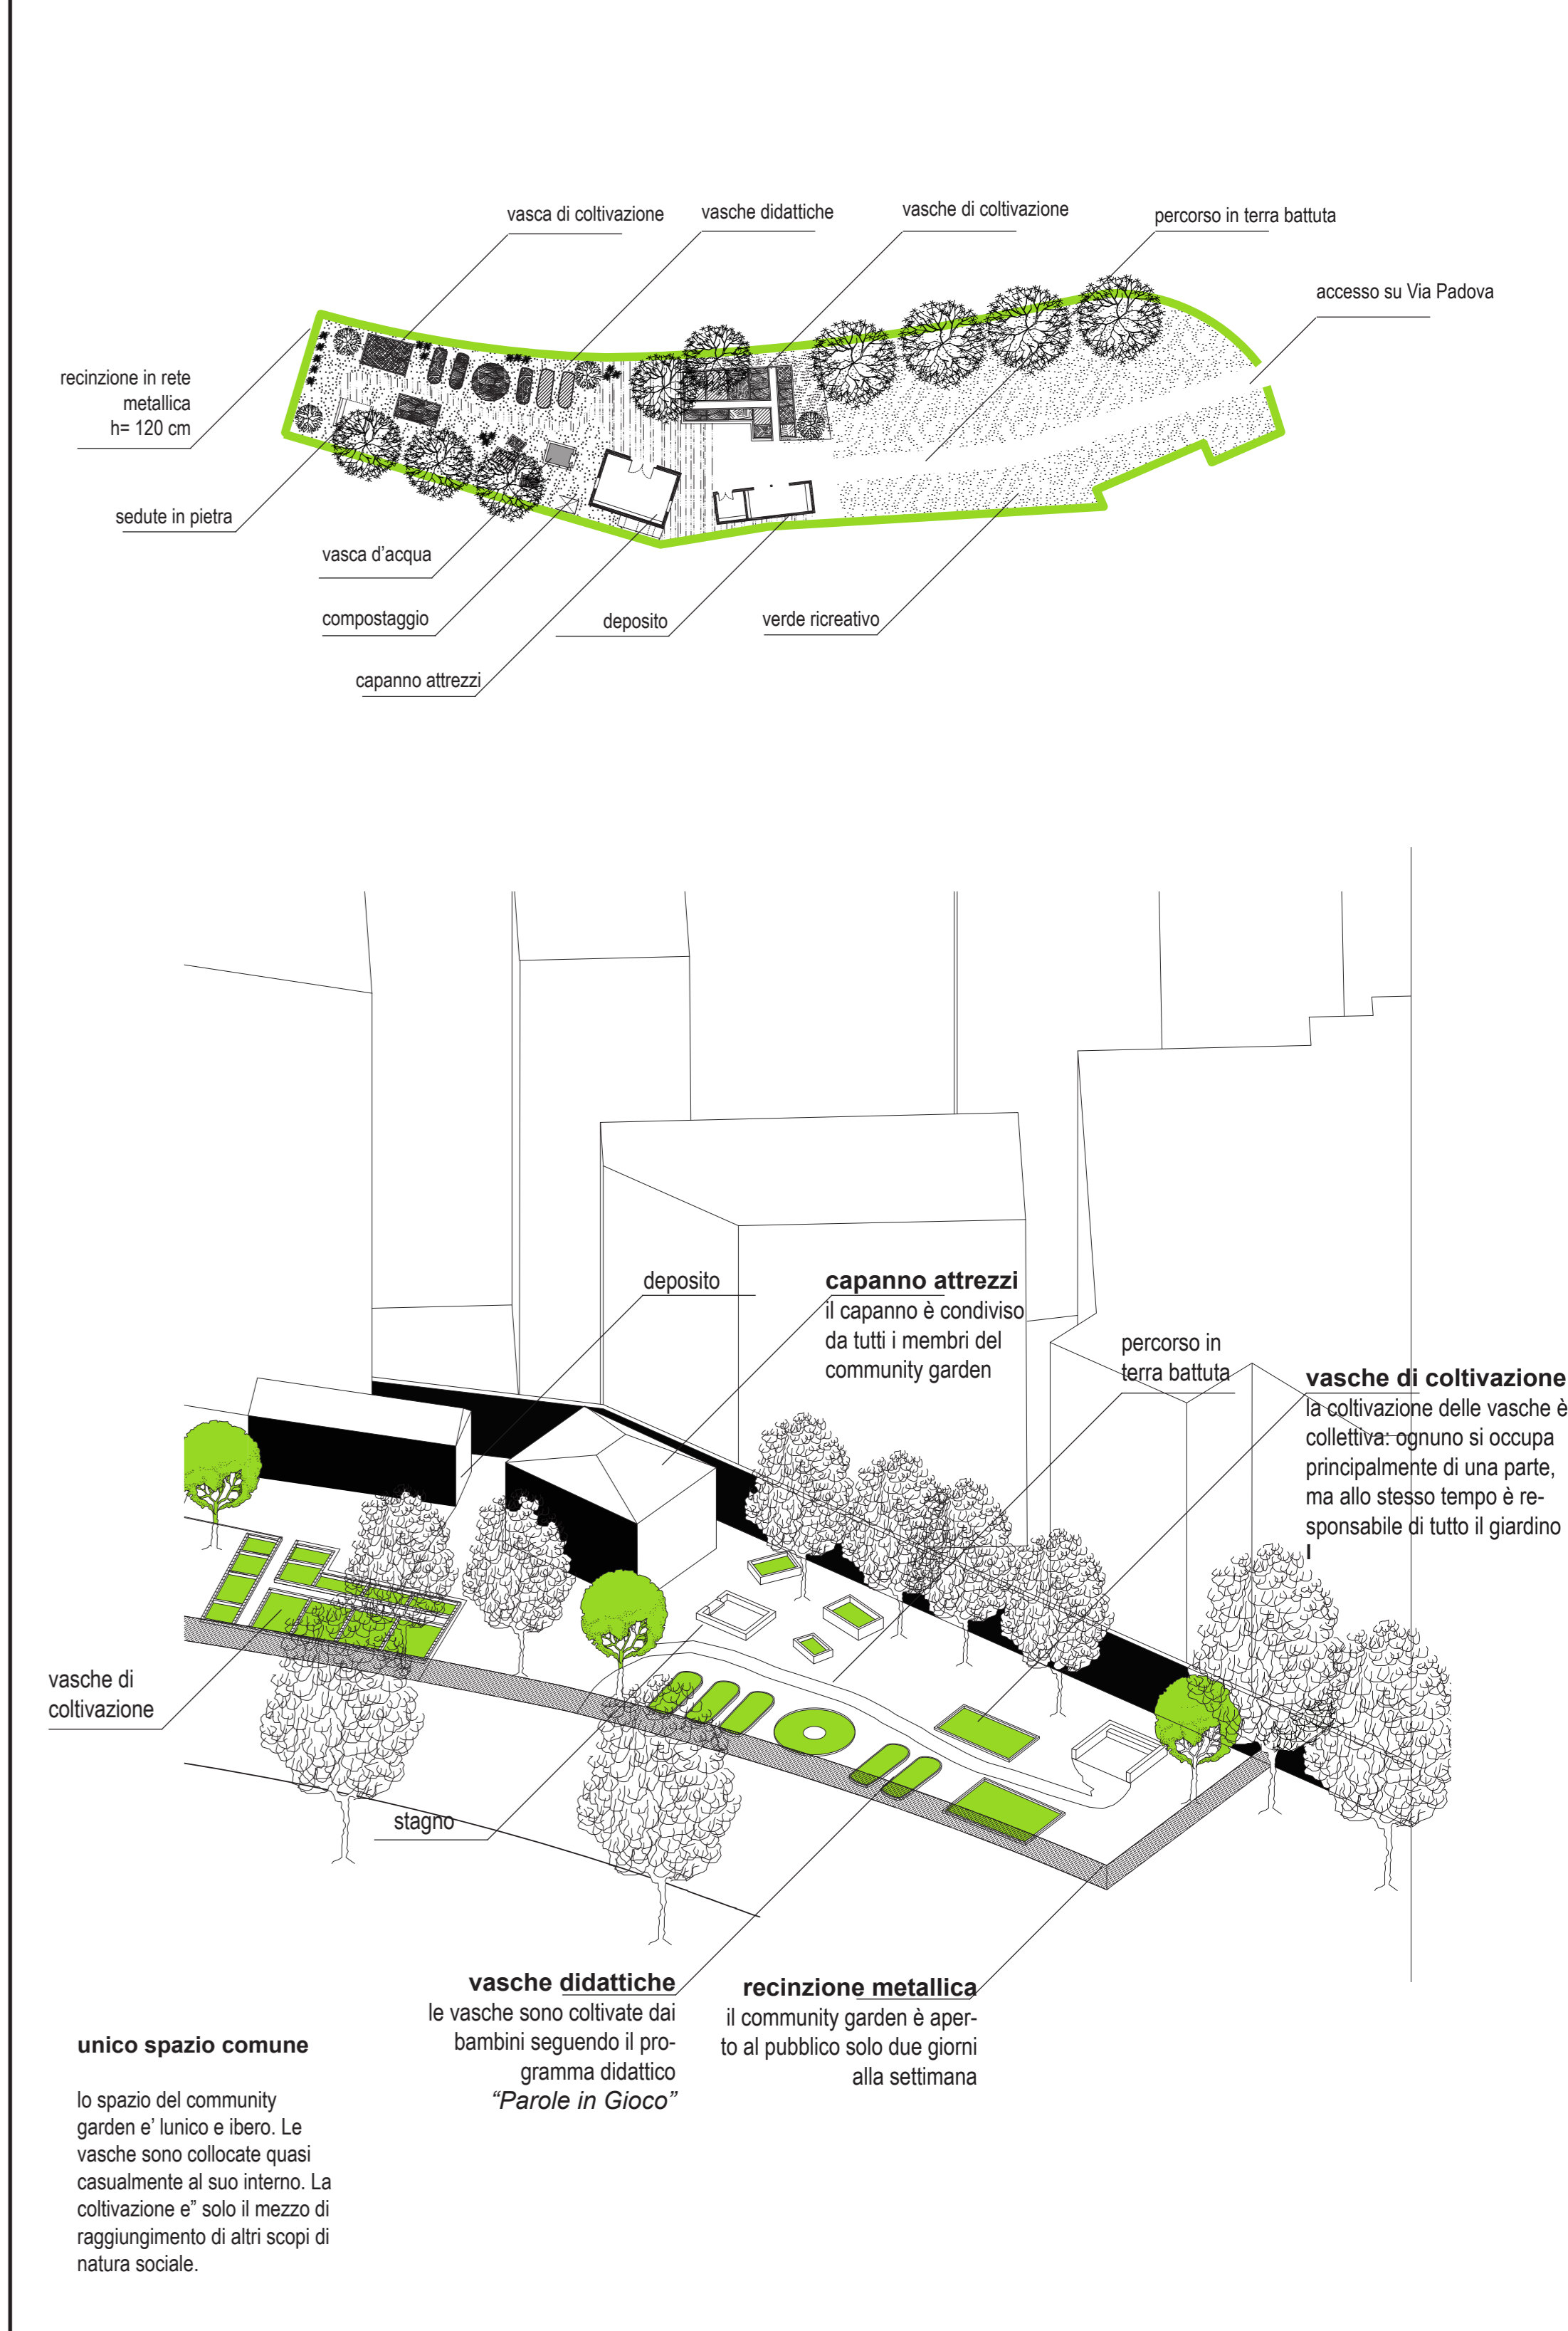 vasca di coltivazione
vasche didattiche
vasche di coltivazione
percorso in terra battuta
accesso su Via Padova
recinzione in rete
metallica
h= 120 cm
sedute in pietra
vasca d’acqua
compostaggio
capanno attrezzi
deposito
verde ricreativo
deposito
capanno attrezzi
il capanno è condiviso
da tutti i membri del
community garden
percorso in
terra battuta
vasche di coltivazione
la coltivazione delle vasche è
collettiva: ognuno si occupa
principalmente di una parte,
ma allo stesso tempo è re-
sponsabile di tutto il giardino
l
vasche di
coltivazione
stagno
vasche didattiche
le vasche sono coltivate dai
bambini seguendo il pro-
gramma didattico
“Parole in Gioco”
recinzione metallica
il community garden è aper-
to al pubblico solo due giorni
alla settimana
unico spazio comune
lo spazio del community
garden e’ lunico e ibero. Le
vasche sono collocate quasi
casualmente al suo interno. La
coltivazione e” solo il mezzo di
raggiungimento di altri scopi di
natura sociale.